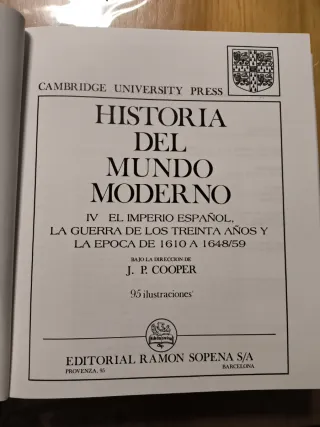 CAMBRIDGE UNIVERSITY PRESS
HISTORIA
DEL
MUNDO
MODERNO
IV EL IMPERIO ESPAÑOL,
LA GUERRA DE LOS TREINTA AÑOS Y
LA EPOCA DE 1610 A 1648/59
BAJO LA DIRECCION DE
J. P. COOPER
95 ilustraciones
EDITORIAL RAMON SOPENA S/A
PROVENZA, 95 BARCELONA